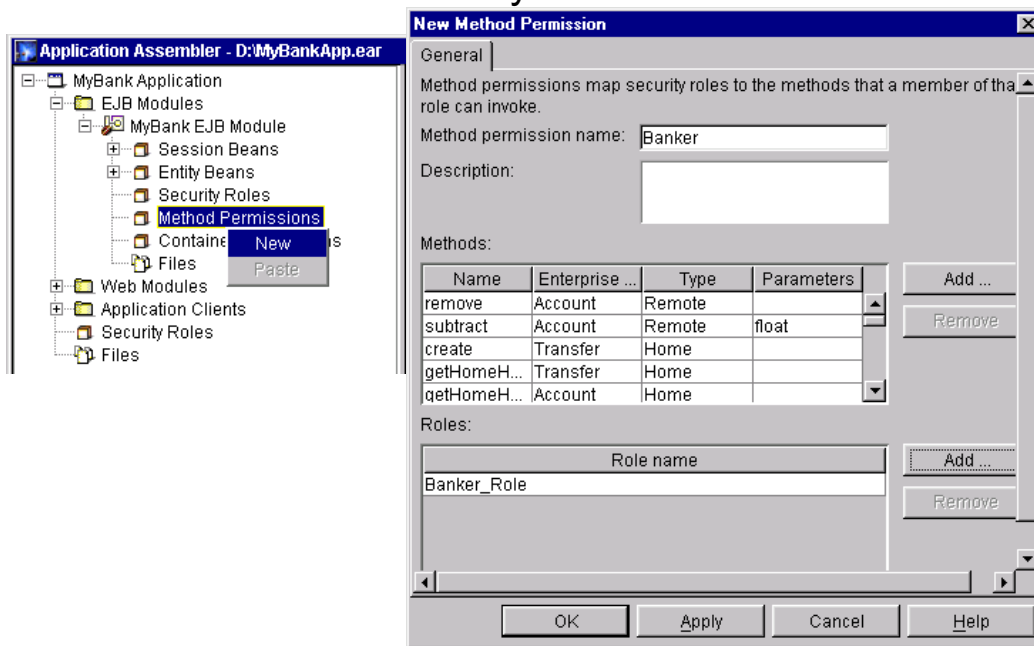 New Method Permission
Application Assembler - D:\MyBankApp.ear
MyBank Application
EJB Modules
MyBank EJB Module
Session Beans
Entity Beans
Security Roles
Method Permissions
New
Paste
Files
Web Modules
Application Clients
Security Roles
Files
General
Method permissions map security roles to the methods that a member of tha
role can invoke.
Method permission name: Banker
Description:
Methods:
Name Enterprise ... Type Parameters
remove Account Remote
subtract Account Remote float
create Transfer Home
getHomeH... Transfer Home
getHomeH... Account Home
Add ...
Remove
Roles:
Role name
Banker_Role
Add ...
Remove
OK Apply Cancel Help